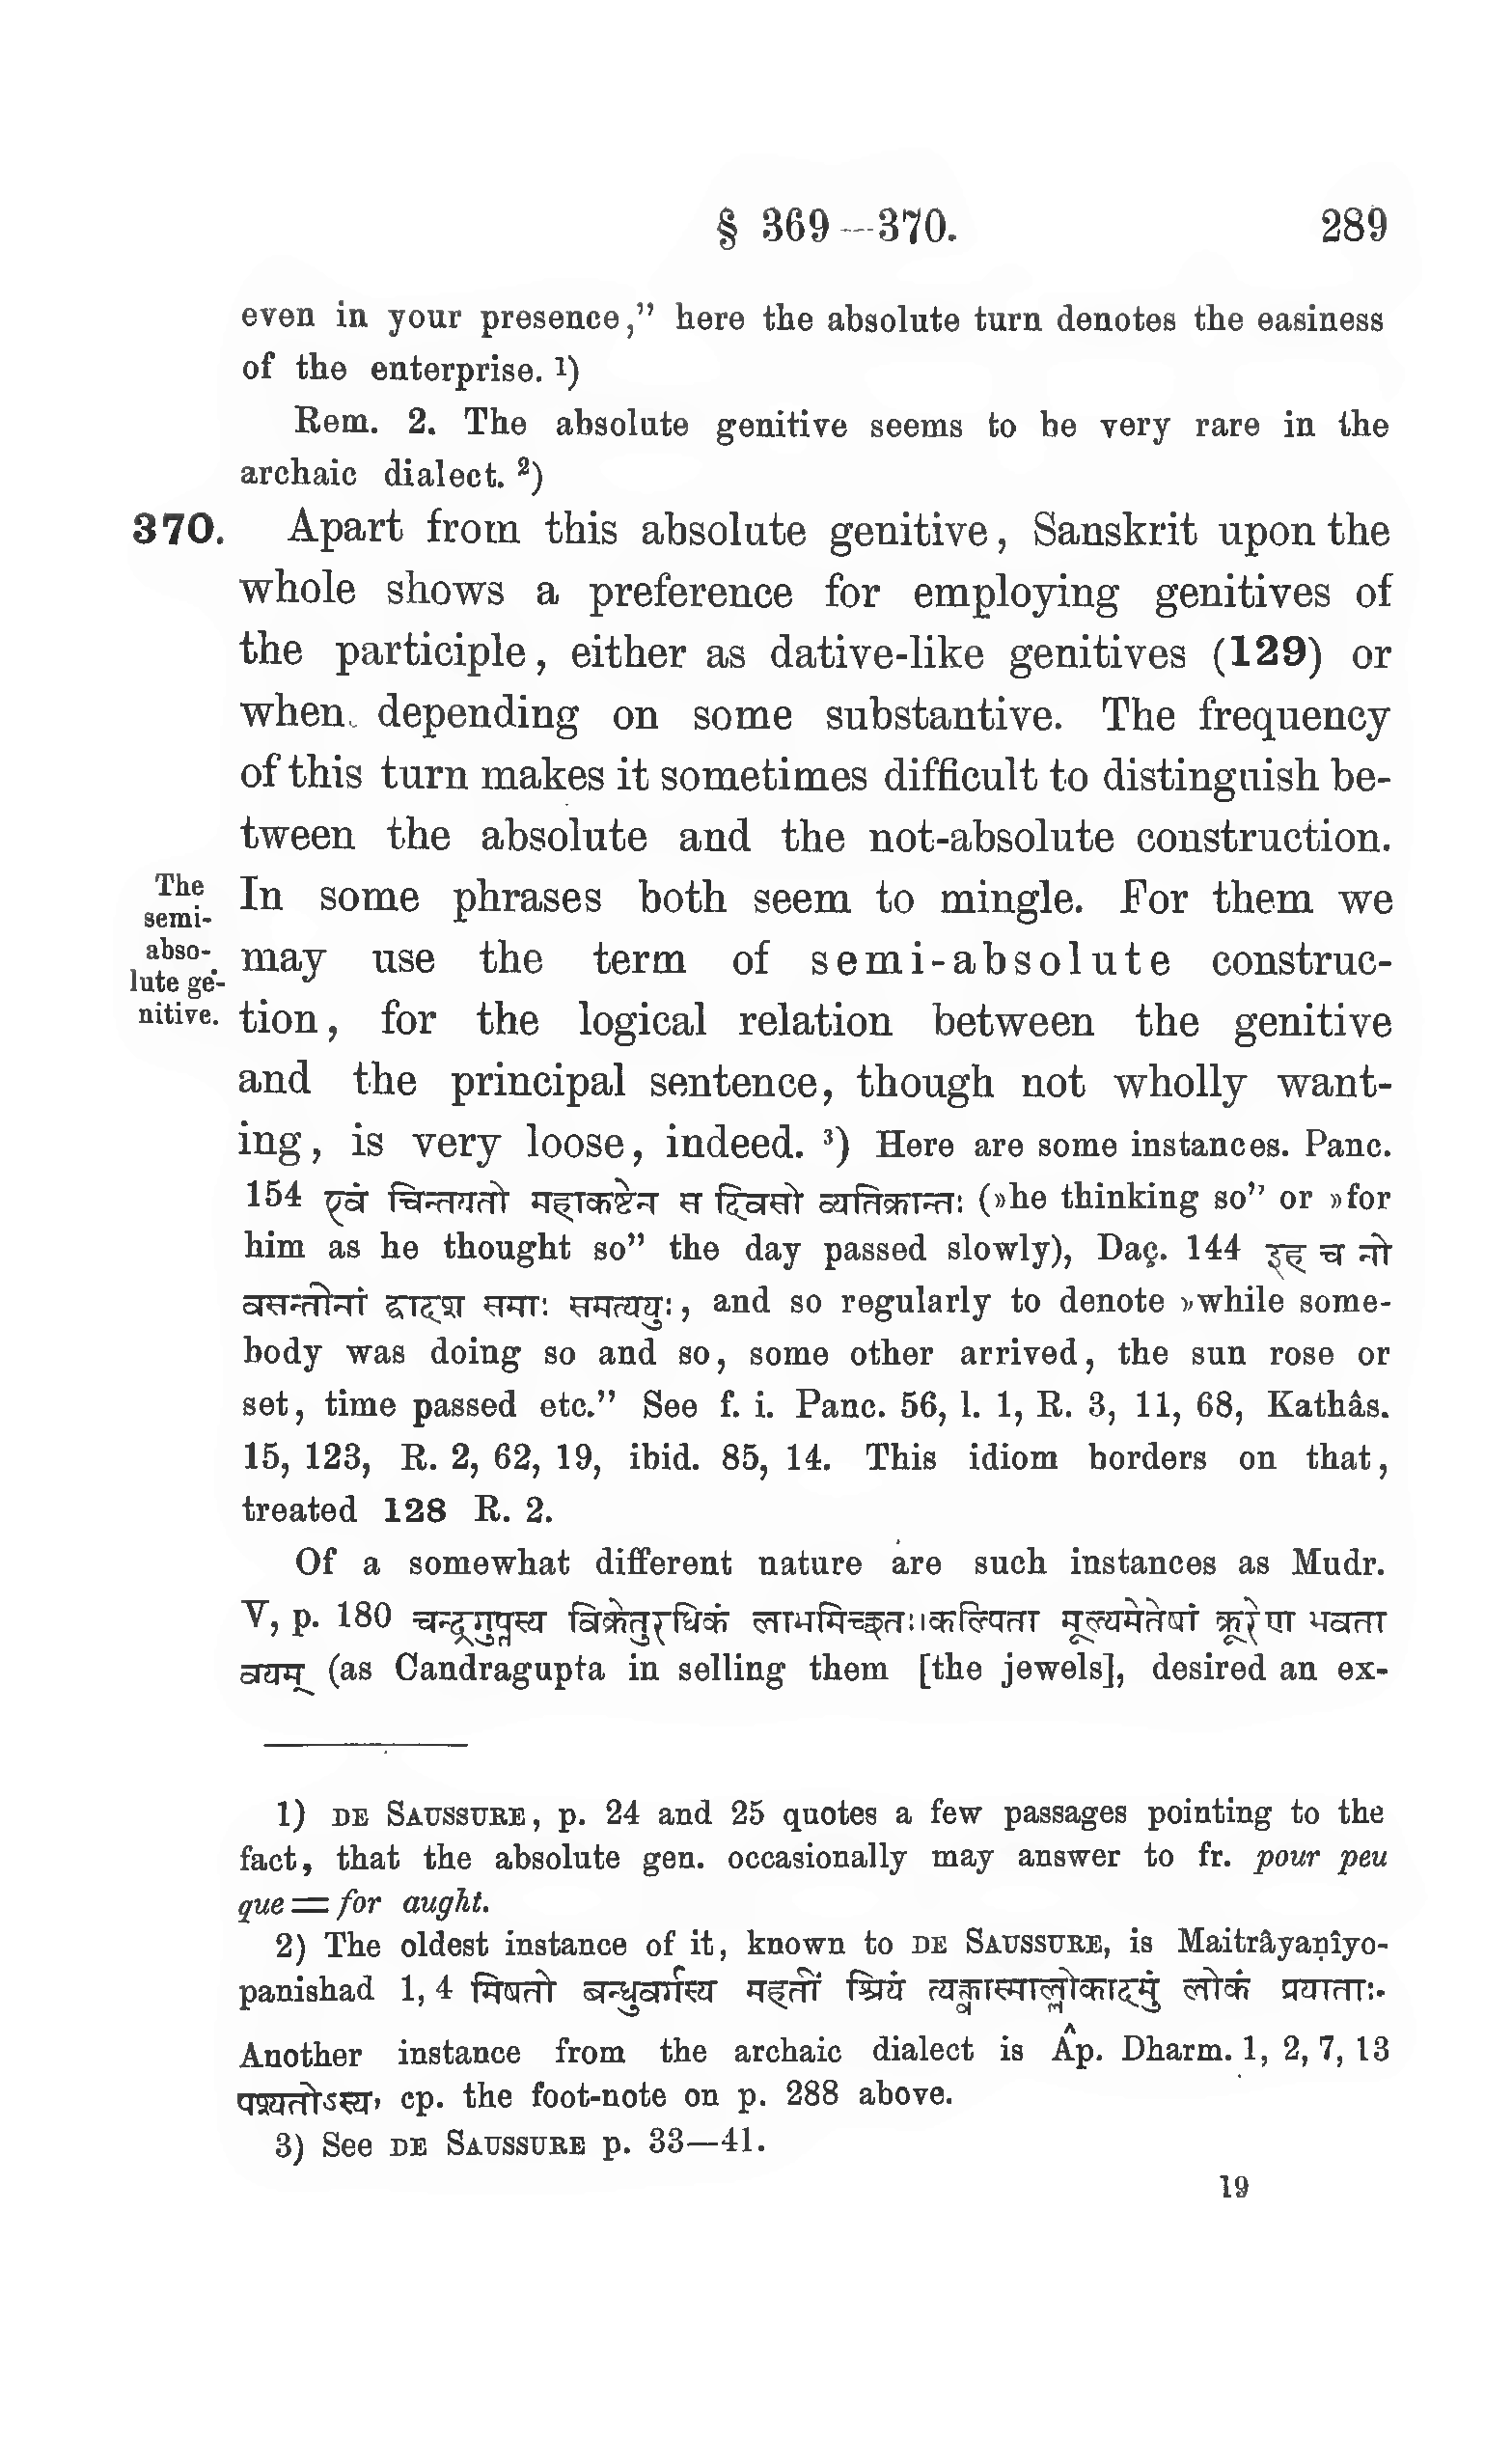 § 369—370. 289
even in your presence,” here the absolute turn denotes the easiness
of the enterprise. ¹)
Rem. 2. The absolute genitive seems to be very rare in the
archaic dialect. ²)
370. Apart from this absolute genitive, Sanskrit upon the
whole shows a preference for employing genitives of
the participle, either as dative-like genitives (129) or
when depending on some substantive. The frequency
of this turn makes it sometimes difficult to distinguish be-
tween the absolute and the not-absolute construction.
The
semi-
abso-
lute ge-
nitive.
In some phrases both seem to mingle. For them we
may use the term of semi-absolute construc-
tion, for the logical relation between the genitive
and the principal sentence, though not wholly want-
ing, is very loose, indeed. ³) Here are some instances. Panc.
154 एवं चिन्तयतो महाकष्टेन स दिवसो व्यतिक्रान्तः (»he thinking so” or »for
him as he thought so” the day passed slowly), Daç. 144 इह च नो
वसन्तीनां द्वादश समाः समत्ययुः, and so regularly to denote »while some-
body was doing so and so, some other arrived, the sun rose or
set, time passed etc.” See f. i. Panc. 56, l. 1, R. 3, 11, 68, Kathâs.
15, 123, R. 2, 62, 19, ibid. 85, 14. This idiom borders on that,
treated 128 R. 2.
Of a somewhat different nature are such instances as Mudr.
V, p. 180 चन्द्रगुप्तस्य विक्रेतुरधिकं लाभमिच्छतः।कल्पिता मूल्यमेतेषां क्रूरेण भवता
वयम् (as Candragupta in selling them [the jewels], desired an ex-
1) DE SAUSSURE, p. 24 and 25 quotes a few passages pointing to the
fact, that the absolute gen. occasionally may answer to fr. pour peu
que = for aught.
2) The oldest instance of it, known to DE SAUSSURE, is Maitrâyaṇîyo-
panishad 1, 4 मिषतो बन्धुवर्गस्य महतीं श्रियं त्यक्त्वास्माल्लोकादमुं लोकं प्रयाताः.
Another instance from the archaic dialect is Âp. Dharm. 1, 2, 7, 13
पश्यतोऽस्य, cp. the foot-note on p. 288 above.
3) See DE SAUSSURE p. 33—41.
19